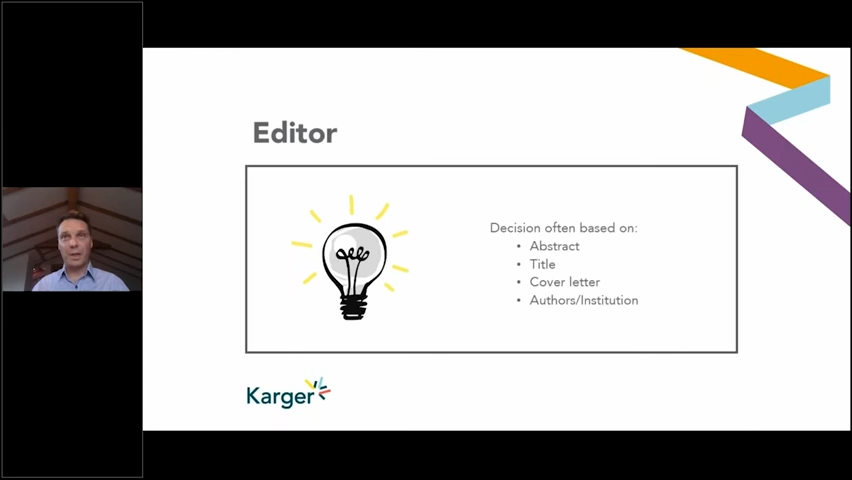 Editor
Decision often based on:
• Abstract
• Title
• Cover letter
• Authors/Institution
Karger